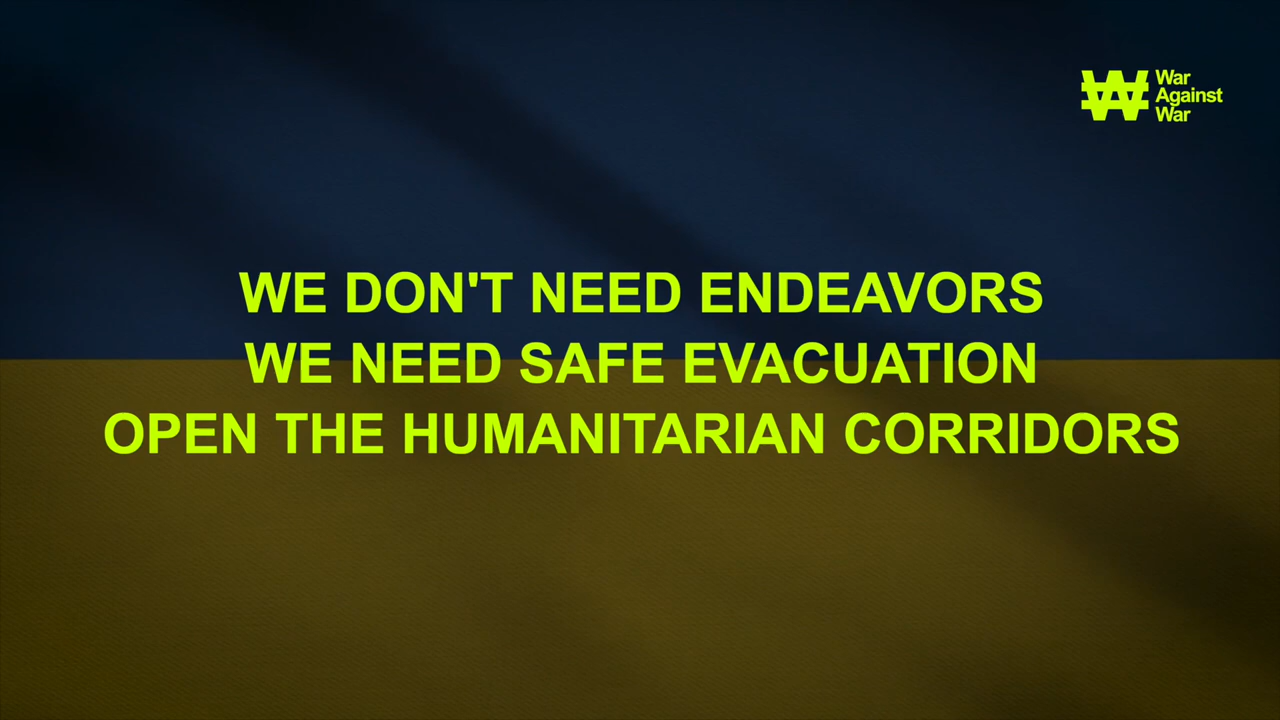 War
Against
War
WE DON'T NEED ENDEAVORS
WE NEED SAFE EVACUATION
OPEN THE HUMANITARIAN CORRIDORS